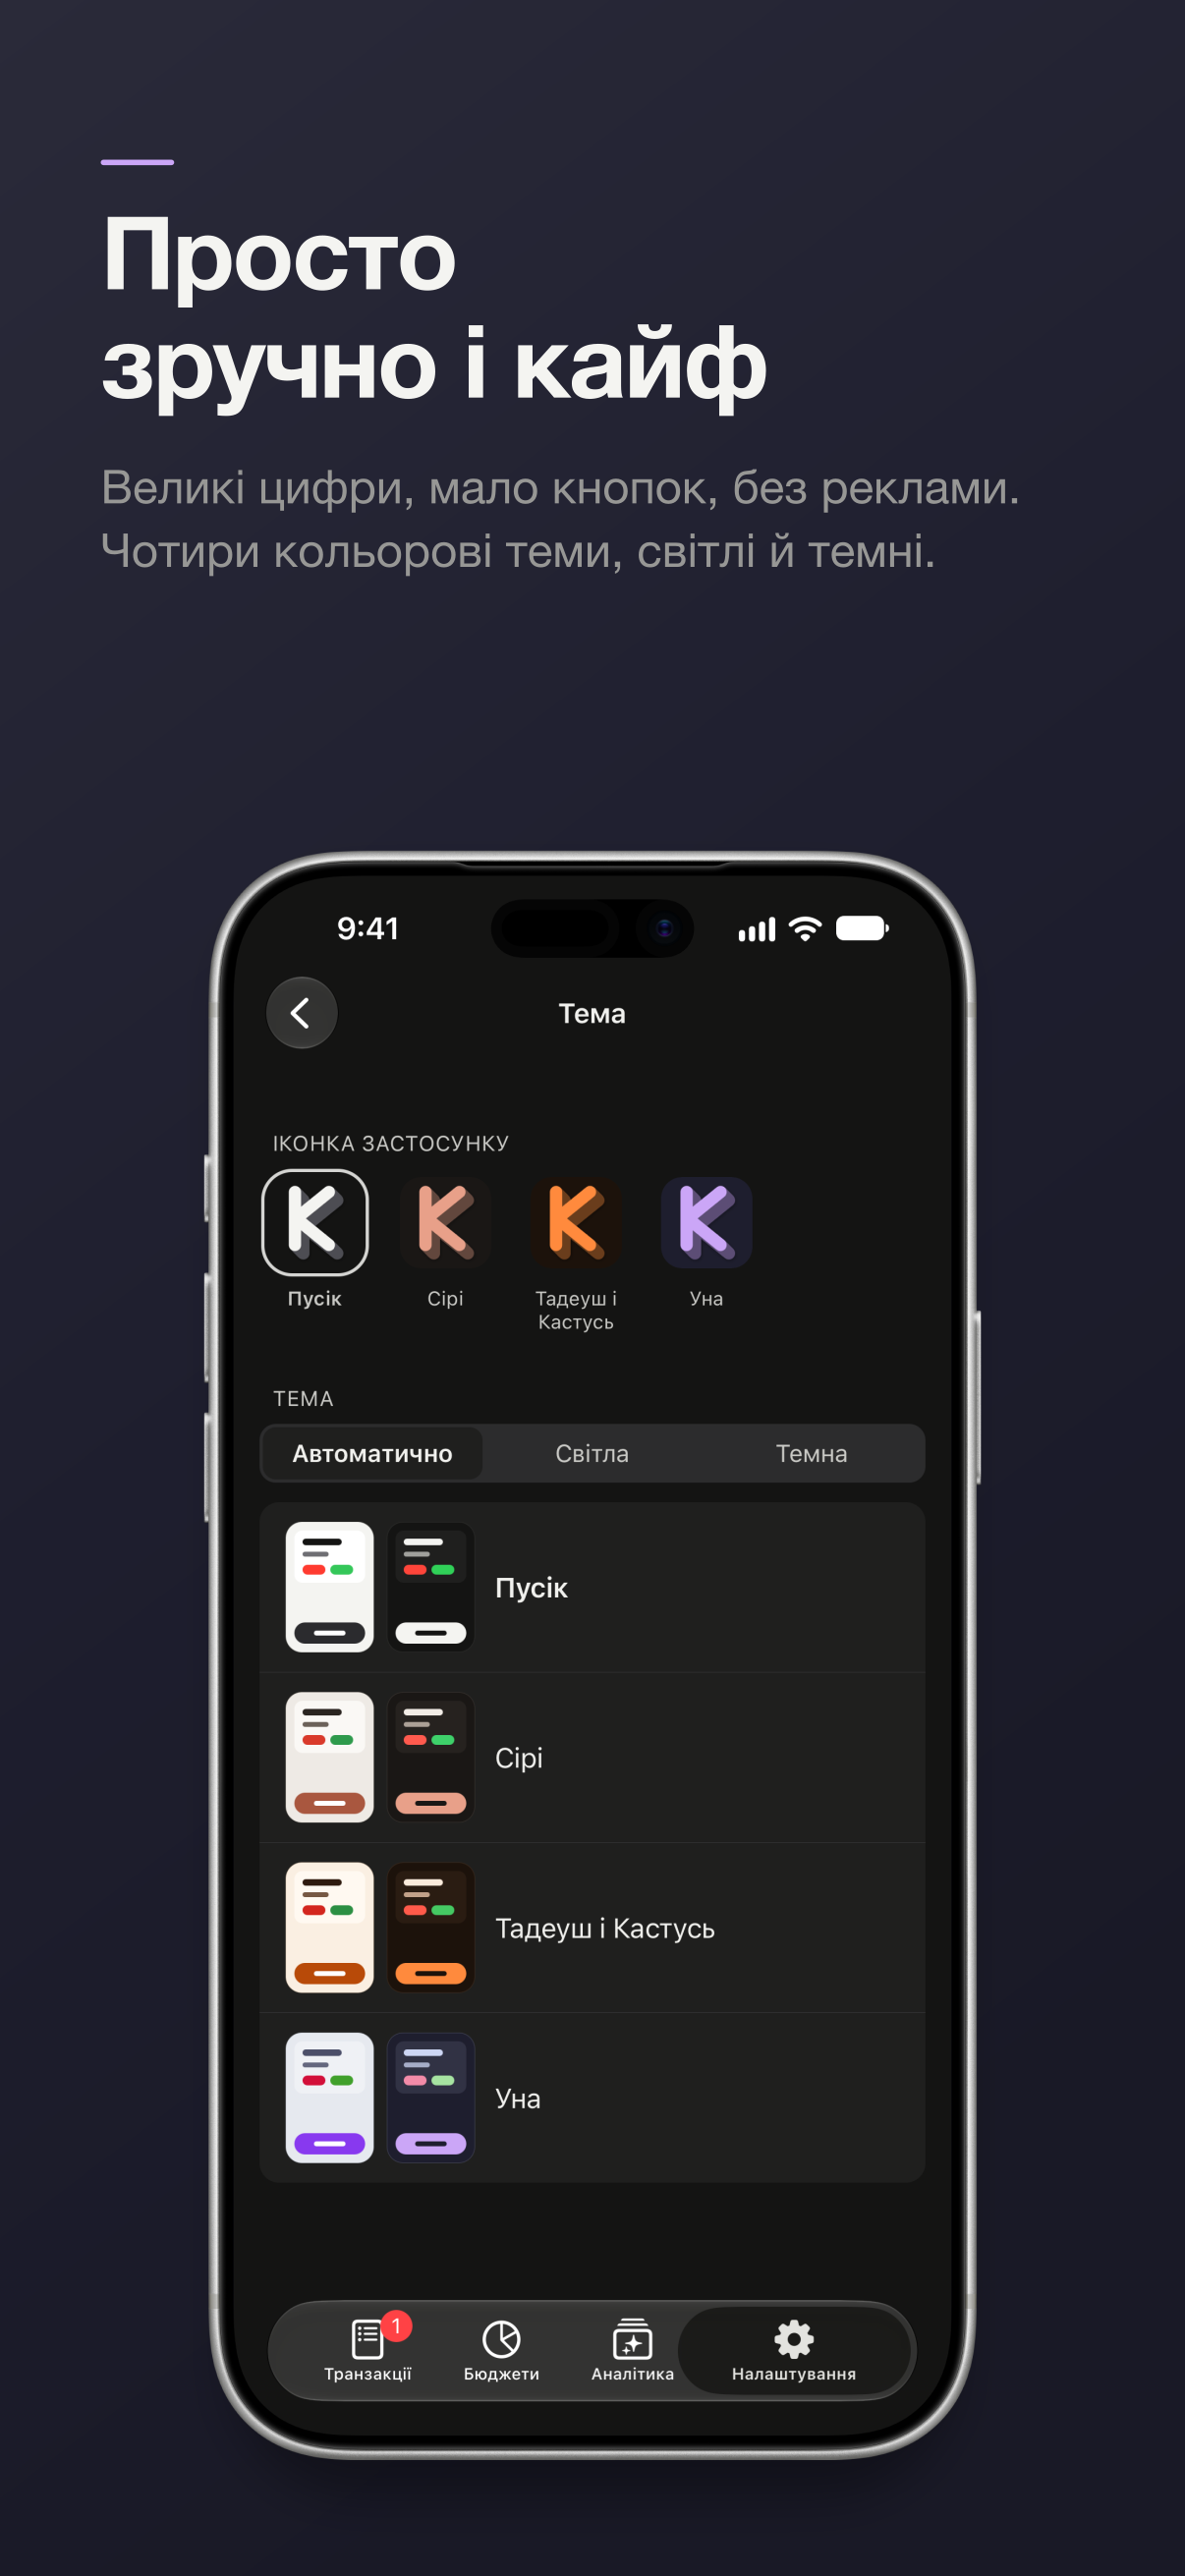 Просто
зручно і кайф
Великі цифри, мало кнопок, без реклами.
Чотири кольорові теми, світлі й темні.
9:41
Тема
ІКОНКА ЗАСТОСУНКУ
K K K K
Пусік Сірі Тадеуш і Кастусь Уна
ТЕМА
Автоматично Світла Темна
Пусік
Сірі
Тадеуш і Кастусь
Уна
1
Транзакції Бюджети Аналітика Налаштування